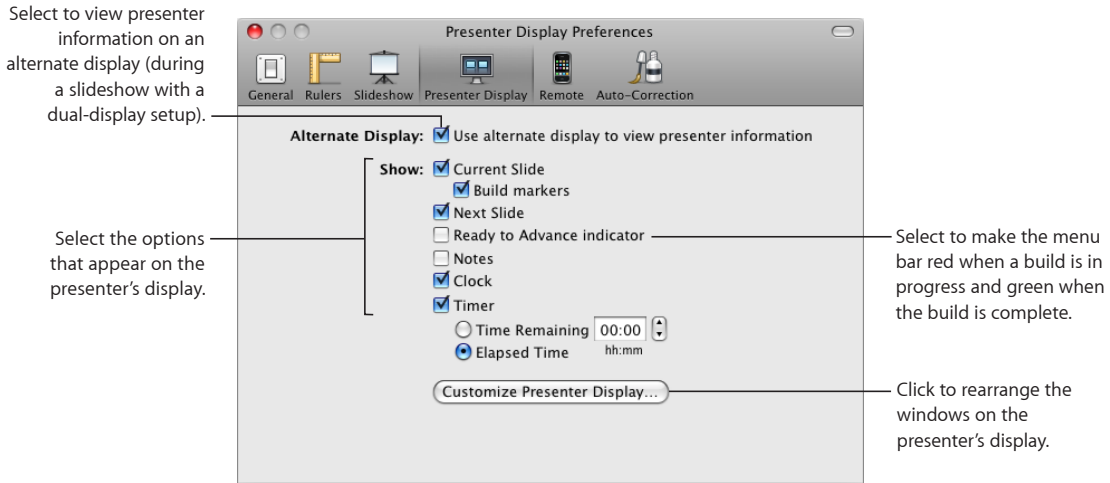 Select to view presenter
information on an
alternate display (during
a slideshow with a
dual-display setup).
Presenter Display Preferences
General Rulers Slideshow Presenter Display Remote Auto-Correction
Alternate Display: Use alternate display to view presenter information
Show: Current Slide
Build markers
Next Slide
Ready to Advance indicator
Notes
Clock
Timer
Time Remaining 00:00
Elapsed Time hh:mm
Customize Presenter Display...
Select the options
that appear on the
presenter’s display.
Select to make the menu
bar red when a build is in
progress and green when
the build is complete.
Click to rearrange the
windows on the
presenter’s display.